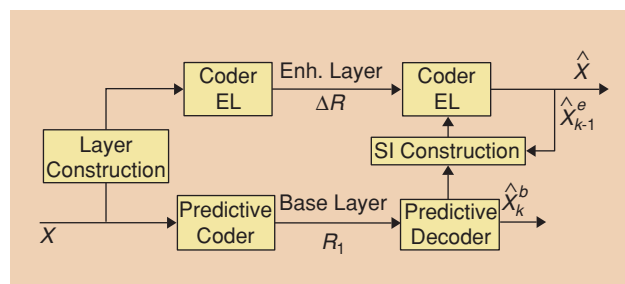 Coder
EL
Enh. Layer
ΔR
Coder
EL
X̂
X̂ᵉₖ₋₁
Layer
Construction
SI Construction
X
Predictive
Coder
Base Layer
R₁
Predictive
Decoder
X̂ᵇₖ